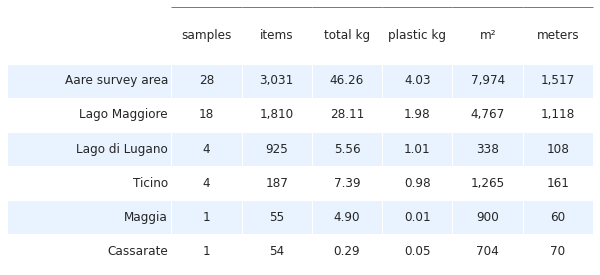 samples items total kg plastic kg m² meters
Aare survey area 28 3,031 46.26 4.03 7,974 1,517
Lago Maggiore 18 1,810 28.11 1.98 4,767 1,118
Lago di Lugano 4 925 5.56 1.01 338 108
Ticino 4 187 7.39 0.98 1,265 161
Maggia 1 55 4.90 0.01 900 60
Cassarate 1 54 0.29 0.05 704 70